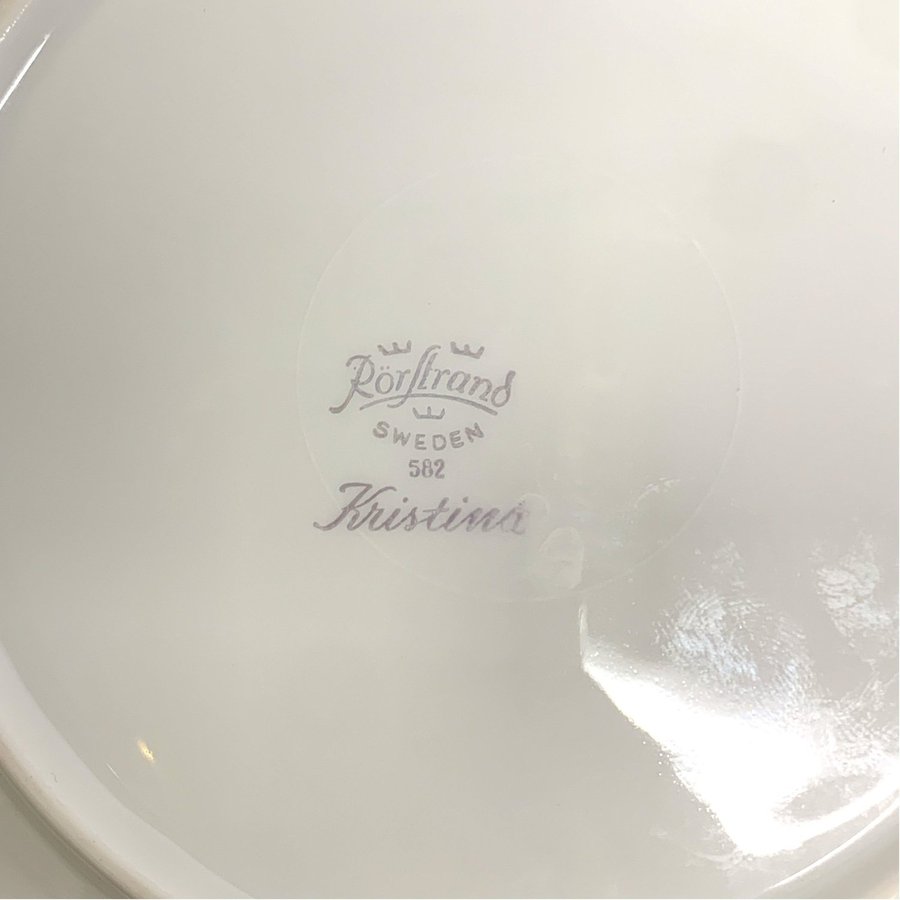 Rörstrand
SWEDEN
582
Kristina